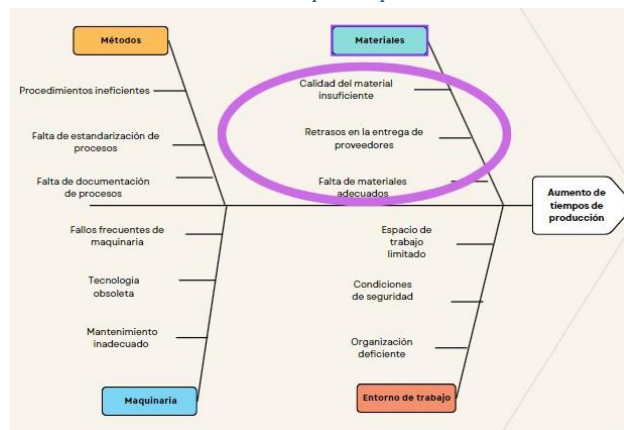 Métodos
Materiales
Procedimientos ineficientes
Falta de estandarización de
procesos
Falta de documentación
de procesos
Calidad del material
insuficiente
Retrasos en la entrega de
proveedores
Falta de materiales
adecuados
Aumento de
tiempos de
producción
Fallos frecuentes de
maquinaria
Tecnología
obsoleta
Mantenimiento
inadecuado
Espacio de
trabajo
limitado
Condiciones
de seguridad
Organización
deficiente
Maquinaria
Entorno de trabajo